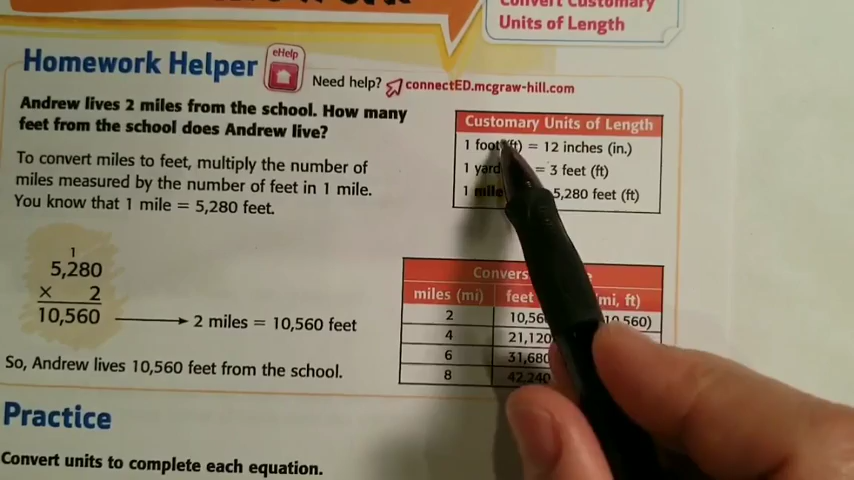 Convert Customary
Units of Length
Homework Helper
eHelp
Need help? connectED.mcgraw-hill.com
Andrew lives 2 miles from the school. How many
feet from the school does Andrew live?
To convert miles to feet, multiply the number of
miles measured by the number of feet in 1 mile.
You know that 1 mile = 5,280 feet.
Customary Units of Length
1 foot (ft) = 12 inches (in.)
1 yard = 3 feet (ft)
1 mile 5,280 feet (ft)
1
5,280
× 2
10,560
2 miles = 10,560 feet
So, Andrew lives 10,560 feet from the school.
miles (mi) feet (mi, ft)
2 10,560)
4 21,120
6 31,680
8 42,240
Practice
Convert units to complete each equation.